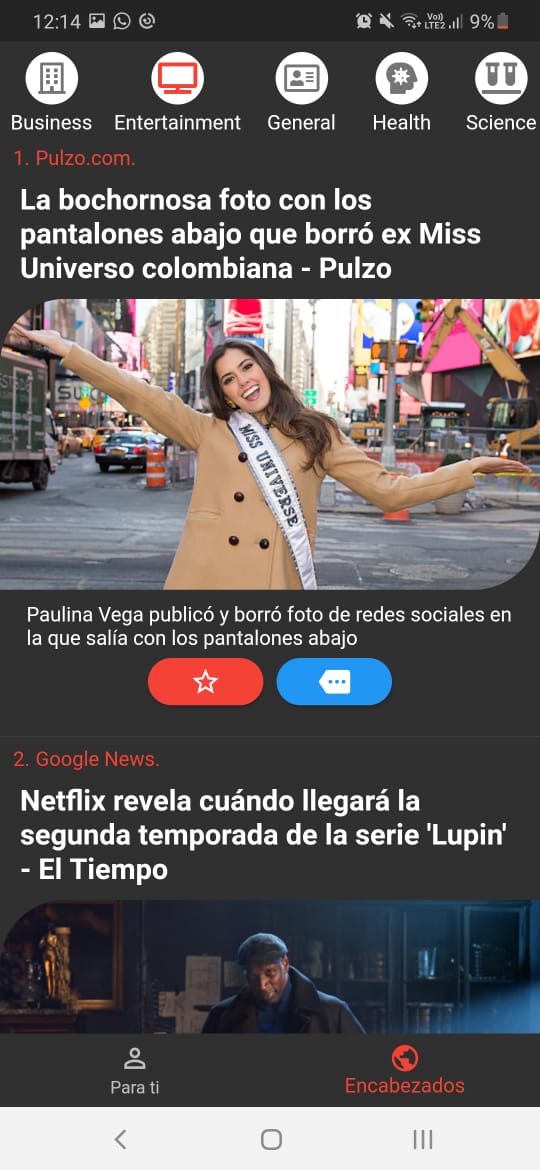 12:14 Vo) LTE2 9%
Business Entertainment General Health Science
1. Pulzo.com.
La bochornosa foto con los
pantalones abajo que borró ex Miss
Universo colombiana - Pulzo
MISS UNIVERSE
Paulina Vega publicó y borró foto de redes sociales en
la que salía con los pantalones abajo
2. Google News.
Netflix revela cuándo llegará la
segunda temporada de la serie 'Lupin'
- El Tiempo
Para ti Encabezados